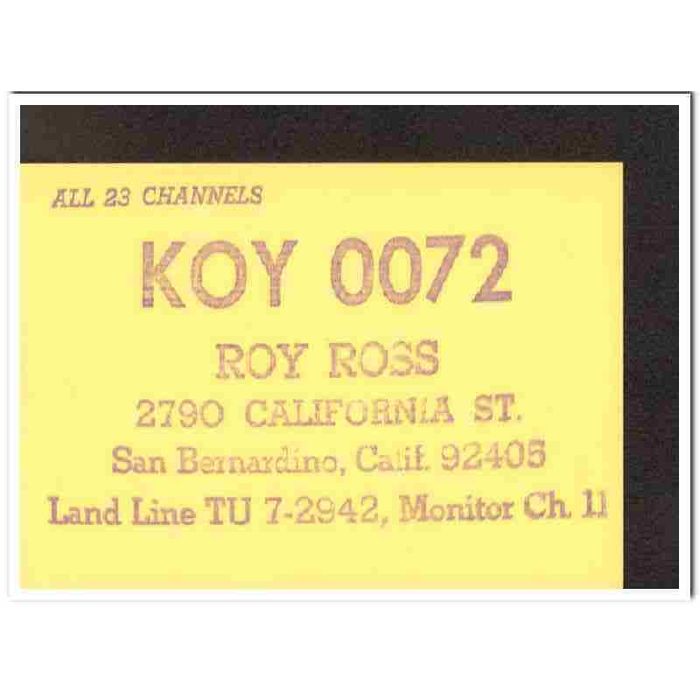 ALL 23 CHANNELS
KOY 0072
ROY ROSS
2790 CALIFORNIA ST.
San Bernardino, Calif. 92405
Land Line TU 7-2942, Monitor Ch. 11